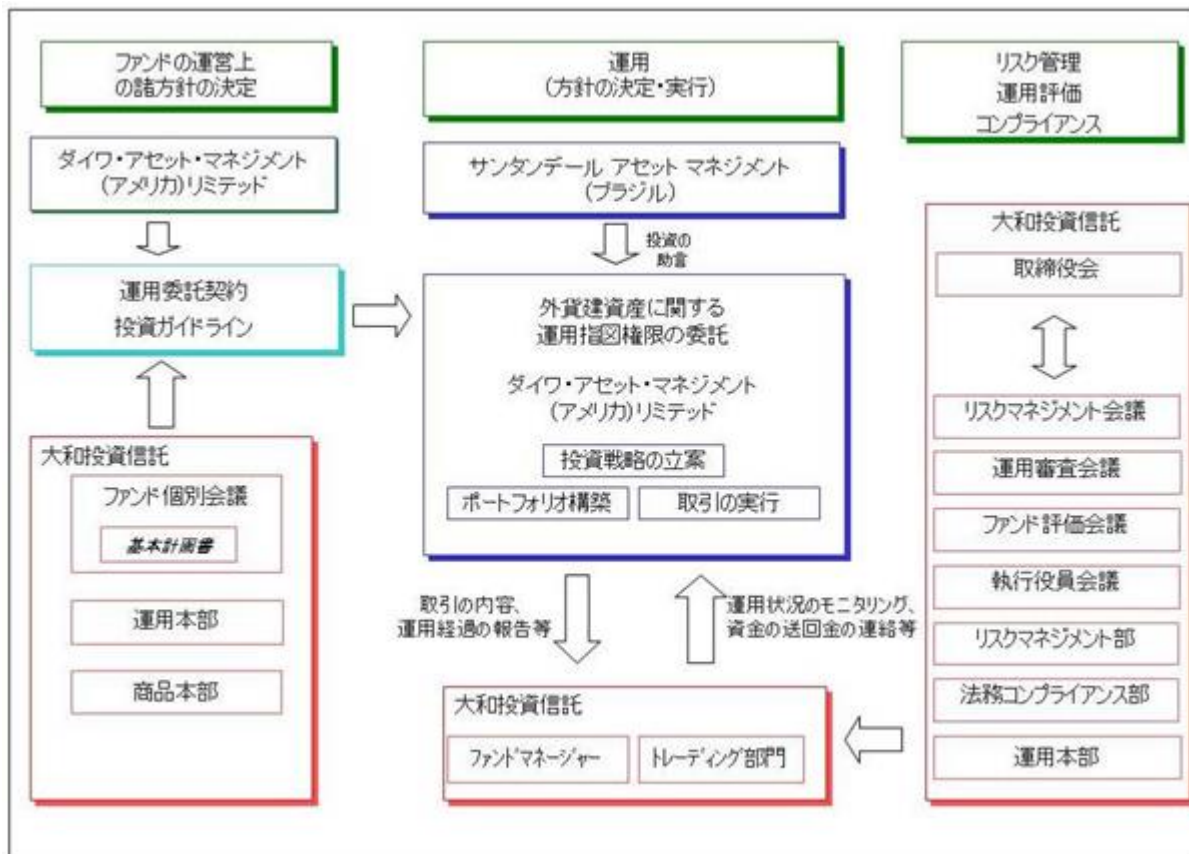 ファンドの運営上
の諸方針の決定
運用
(方針の決定・実行)
リスク管理
運用評価
コンプライアンス
ダイワ・アセット・マネジメント
(アメリカ)リミテッド
サンタンデール アセット マネジメント
(ブラジル)
投資の
助言
運用委託契約
投資ガイドライン
外貨建資産に関する
運用指図権限の委託
ダイワ・アセット・マネジメント
(アメリカ)リミテッド
投資戦略の立案
ポートフォリオ構築
取引の実行
大和投資信託
取締役会
リスクマネジメント会議
運用審査会議
ファンド評価会議
執行役員会議
リスクマネジメント部
法務コンプライアンス部
運用本部
大和投資信託
ファンド個別会議
基本計画書
運用本部
商品本部
取引の内容、
運用経過の報告等
運用状況のモニタリング、
資金の送回金の連絡等
大和投資信託
ファンドマネージャー
トレーディング部門